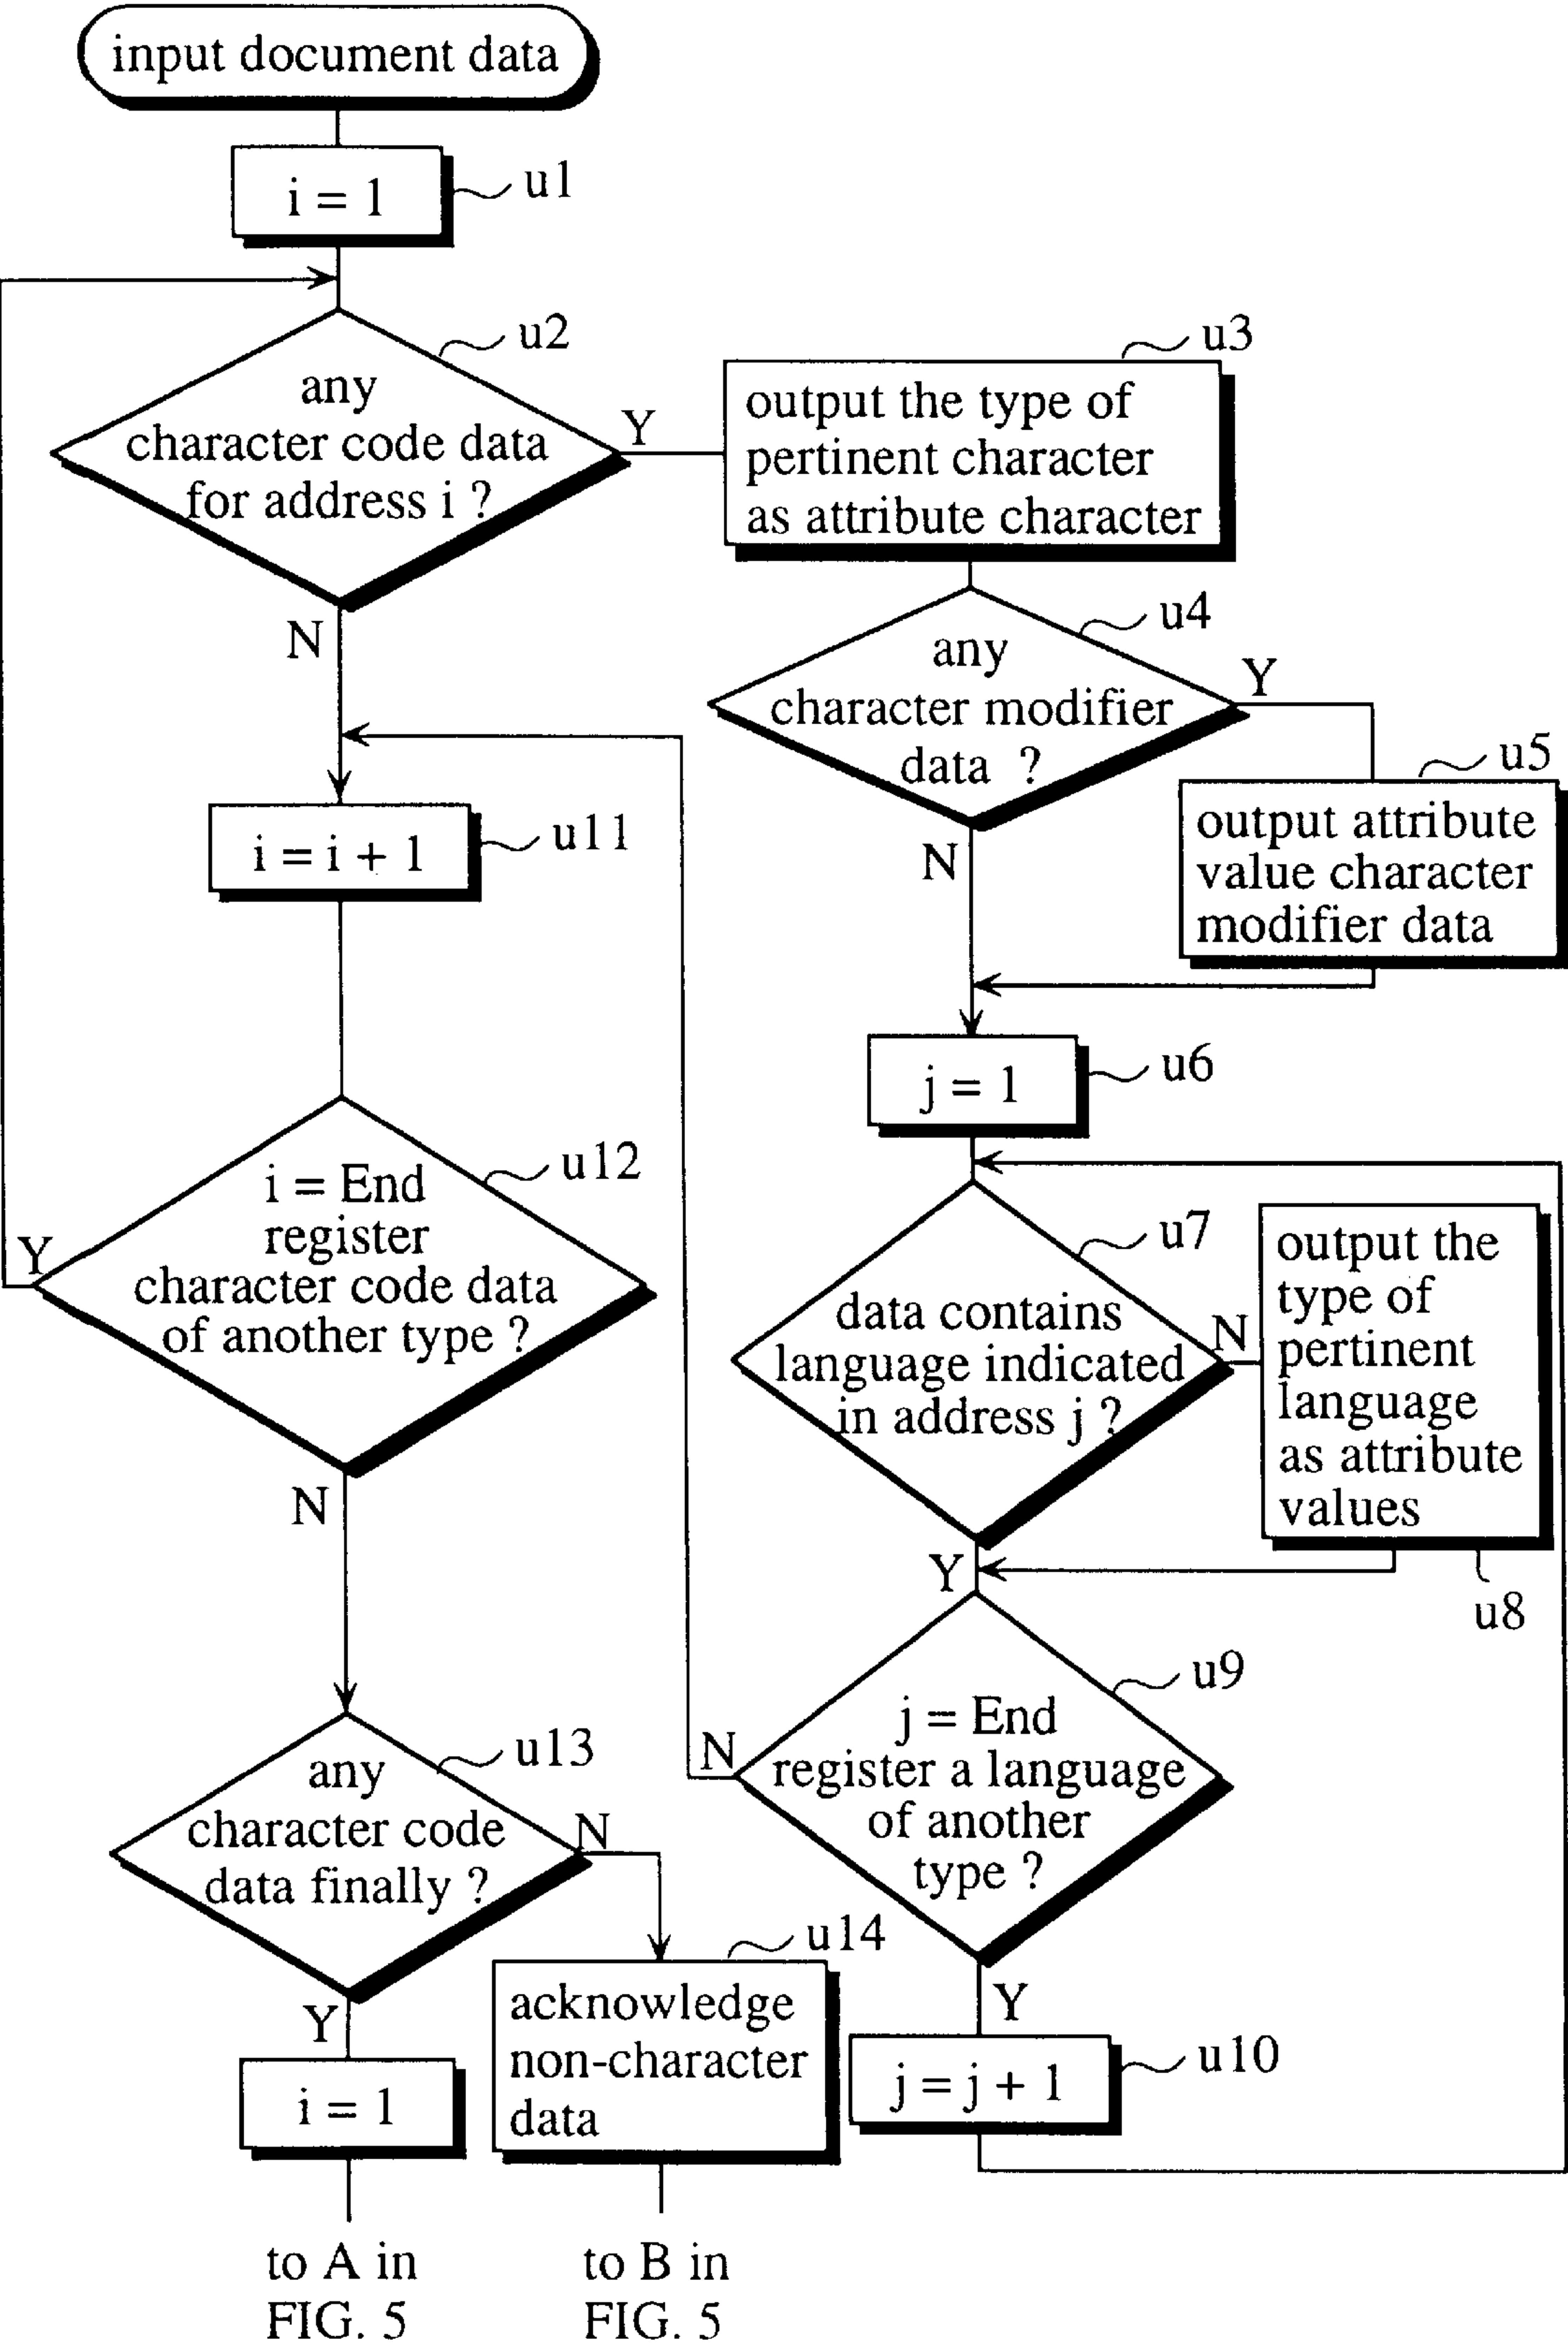 input document data
i = 1
u1
u2
any
character code data
for address i ?
Y
N
u3
output the type of
pertinent character
as attribute character
u4
any
character modifier
data ?
Y
N
u5
output attribute
value character
modifier data
j = 1
u6
u7
data contains
language indicated
in address j ?
N
Y
output the
type of
pertinent
language
as attribute
values
u8
u9
j = End
register a language
of another
type ?
N
Y
j = j + 1
u10
i = i + 1
u11
u12
i = End
register
character code data
of another type ?
Y
N
u13
any
character code
data finally ?
N
Y
u14
acknowledge
non-character
data
i = 1
to A in
FIG. 5
to B in
FIG. 5